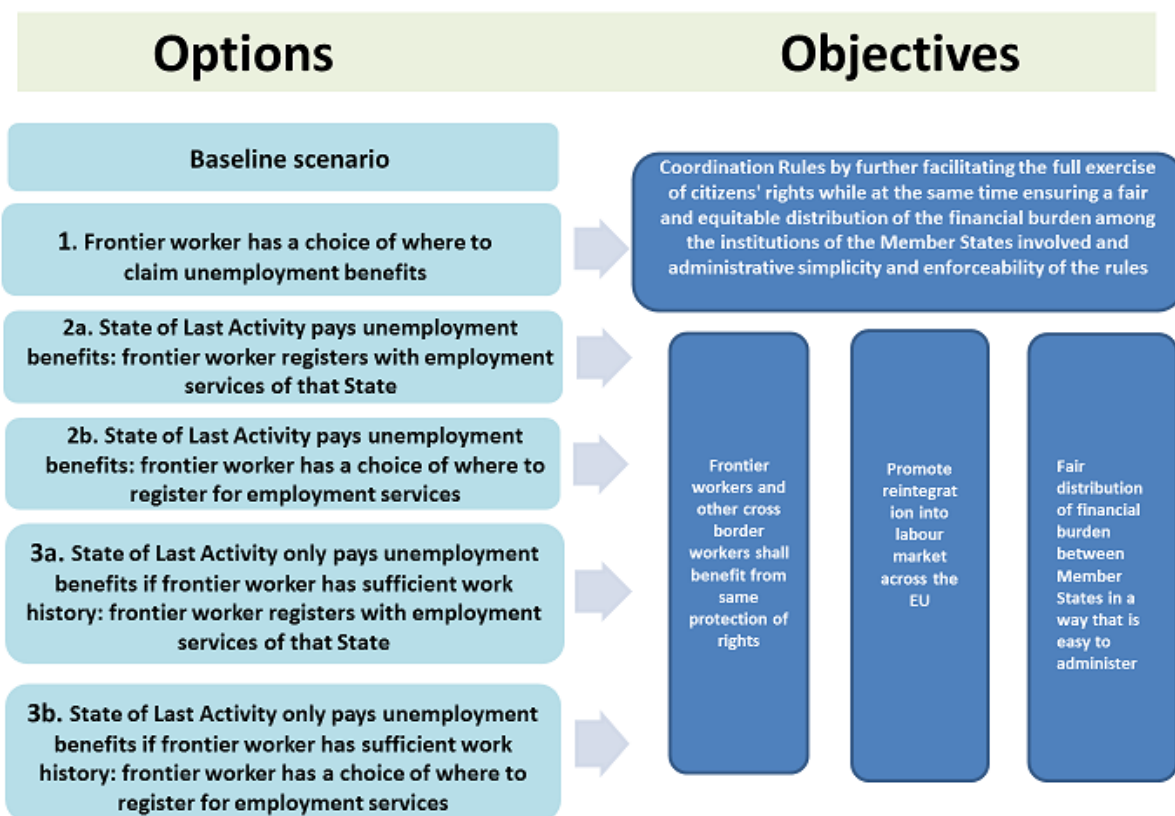 Options
Objectives
Baseline scenario
1. Frontier worker has a choice of where to
claim unemployment benefits
2a. State of Last Activity pays unemployment
benefits: frontier worker registers with employment
services of that State
2b. State of Last Activity pays unemployment
benefits: frontier worker has a choice of where to
register for employment services
3a. State of Last Activity only pays unemployment
benefits if frontier worker has sufficient work
history: frontier worker registers with employment
services of that State
3b. State of Last Activity only pays unemployment
benefits if frontier worker has sufficient work
history: frontier worker has a choice of where to
register for employment services
Coordination Rules by further facilitating the full exercise
of citizens' rights while at the same time ensuring a fair
and equitable distribution of the financial burden among
the institutions of the Member States involved and
administrative simplicity and enforceability of the rules
Frontier
workers and
other cross
border
workers shall
benefit from
same
protection of
rights
Promote
reintegrat
ion into
labour
market
across the
EU
Fair
distribution
of financial
burden
between
Member
States in a
way that is
easy to
administer